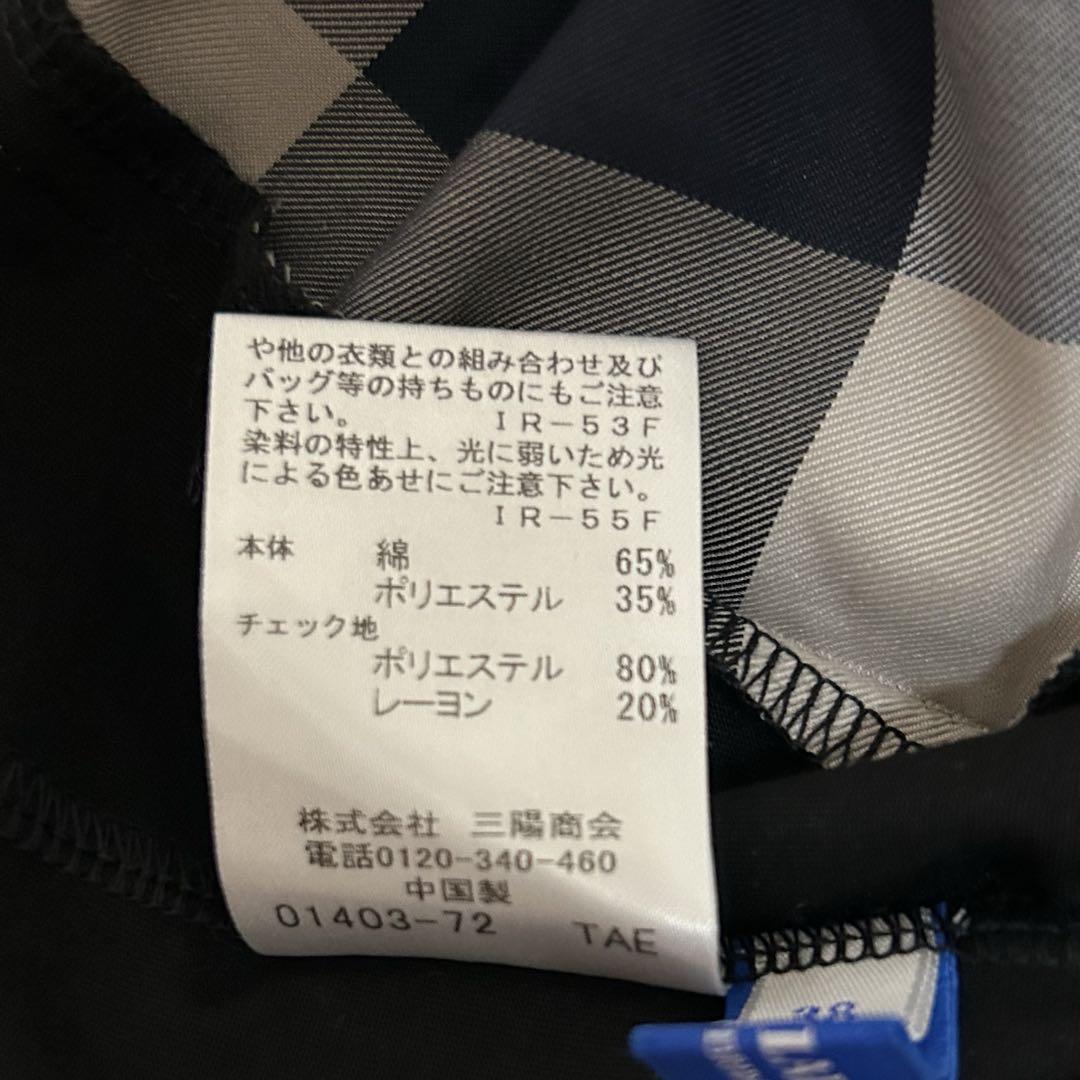 や他の衣類との組み合わせ及び
バッグ等の持ちものにもご注意
下さい。 IR-53F
染料の特性上、光に弱いため光
による色あせにご注意下さい。
IR-55F
本体 綿 65%
ポリエステル 35%
チェック地
ポリエステル 80%
レーヨン 20%
株式会社 三陽商会
電話0120-340-460
中国製
01403-72 TAE
38